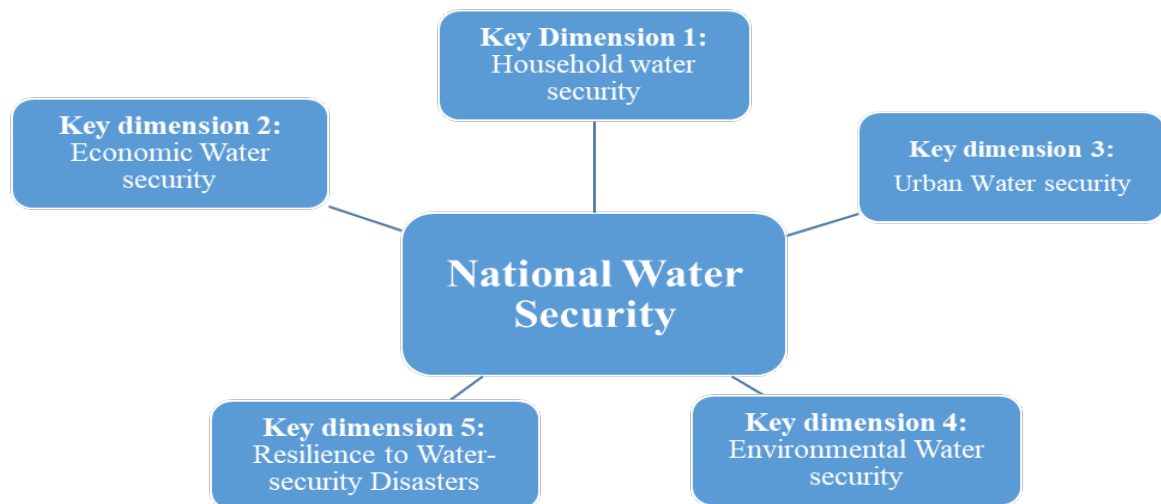 Key Dimension 1:
Household water
security
Key dimension 2:
Economic Water
security
Key dimension 3:
Urban Water security
National Water
Security
Key dimension 5:
Resilience to Water-
security Disasters
Key dimension 4:
Environmental Water
security